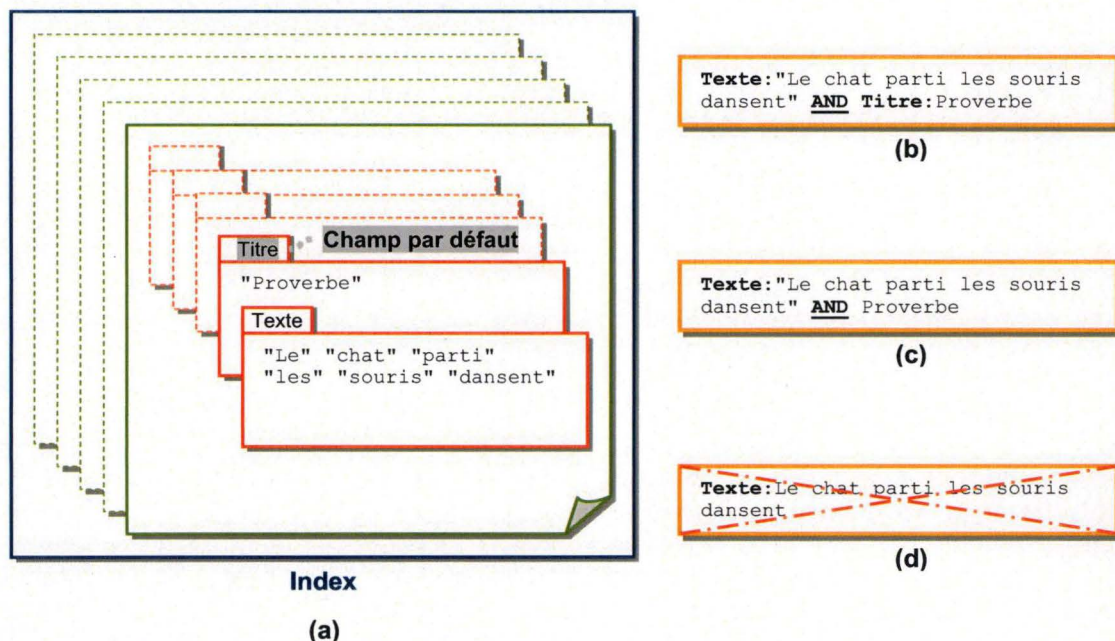 Titre
Champ par défaut
"Proverbe"
Texte
"Le" "chat" "parti"
"les" "souris" "dansent"
Index
(a)
Texte:"Le chat parti les souris
dansent" AND Titre:Proverbe
(b)
Texte:"Le chat parti les souris
dansent" AND Proverbe
(c)
Texte:Le chat parti les souris
dansent
(d)